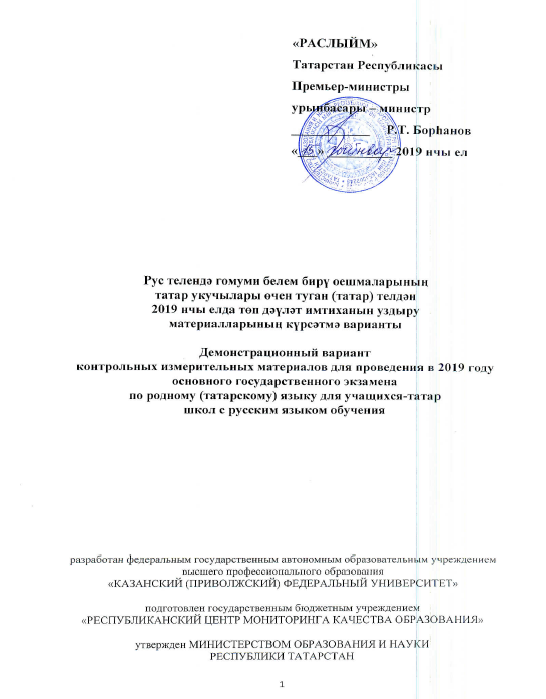 «РАСЛЫЙМ»
Татарстан Республикасы
Премьер-министры
урынбасары – министр
Р.Т. Борһанов
«15» гыйнвар 2019 нчы ел
Рус телендә гомуми белем бирү оешмаларының
татар укучылары өчен туган (татар) телдән
2019 нчы елда төп дәүләт имтиханын уздыру
материалларының күрсәтмә варианты
Демонстрационный вариант
контрольных измерительных материалов для проведения в 2019 году
основного государственного экзамена
по родному (татарскому) языку для учащихся-татар
школ с русским языком обучения
разработан федеральным государственным автономным образовательным учреждением
высшего профессионального образования
«КАЗАНСКИЙ (ПРИВОЛЖСКИЙ) ФЕДЕРАЛЬНЫЙ УНИВЕРСИТЕТ»
подготовлен государственным бюджетным учреждением
«РЕСПУБЛИКАНСКИЙ ЦЕНТР МОНИТОРИНГА КАЧЕСТВА ОБРАЗОВАНИЯ»
утвержден МИНИСТЕРСТВОМ ОБРАЗОВАНИЯ И НАУКИ
РЕСПУБЛИКИ ТАТАРСТАН
1